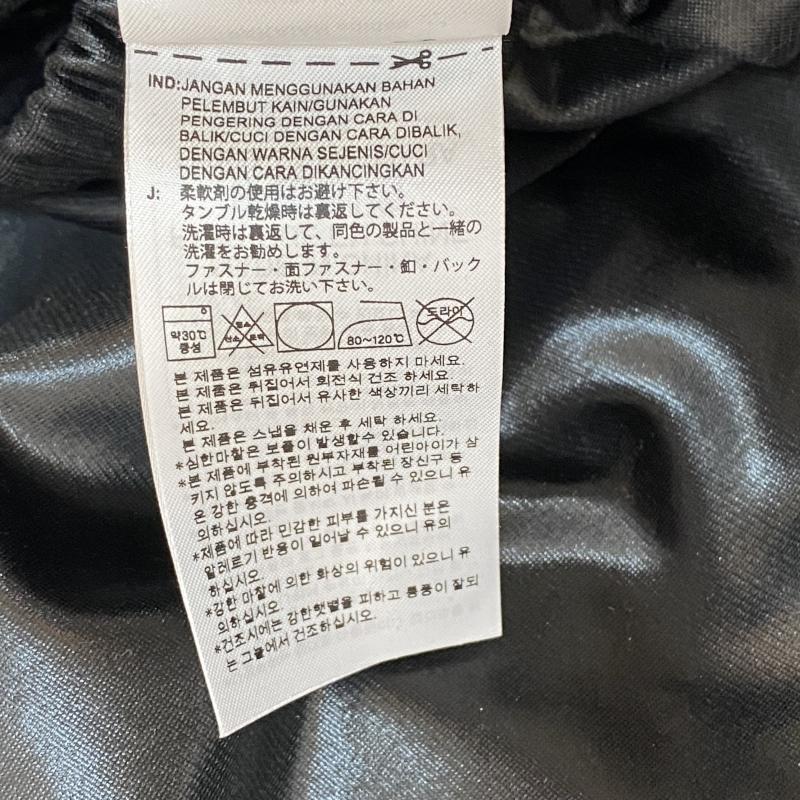 IND:JANGAN MENGGUNAKAN BAHAN
PELEMBUT KAIN/GUNAKAN
PENGERING DENGAN CARA DI
BALIK/CUCI DENGAN CARA DIBALIK,
DENGAN WARNA SEJENIS/CUCI
DENGAN CARA DIKANCINGKAN
J: 柔軟剤の使用はお避け下さい。
タンブル乾燥時は裏返してください。
洗濯時は裏返して、同色の製品と一緒の
洗濯をお勧めします。
ファスナー・面ファスナー・釦・バック
ルは閉じてお洗い下さい。
약30℃ 중성 염소 산소 표백 80~120℃ 드라이
본 제품은 섬유유연제를 사용하지 마세요.
본 제품은 뒤집어서 회전식 건조 하세요.
본 제품은 뒤집어서 유사한 색상끼리 세탁하
세요.
본 제품은 스냅을 채운 후 세탁 하세요.
*심한마찰은 보풀이 발생할수 있습니다.
*본 제품에 부착된 원부자재를 어린아이가 삼
키지 않도록 주의하시고 부착된 장신구 등
은 강한 충격에 의하여 파손될 수 있으니 유
의하십시오.
*제품에 따라 민감한 피부를 가지신 분은
알레르기 반응이 일어날 수 있으니 유의
하십시오.
*강한 마찰에 의한 화상의 위험이 있으니 유
의하십시오.
*건조시에는 강한햇볕을 피하고 통풍이 잘되
는 그늘에서 건조하십시오.